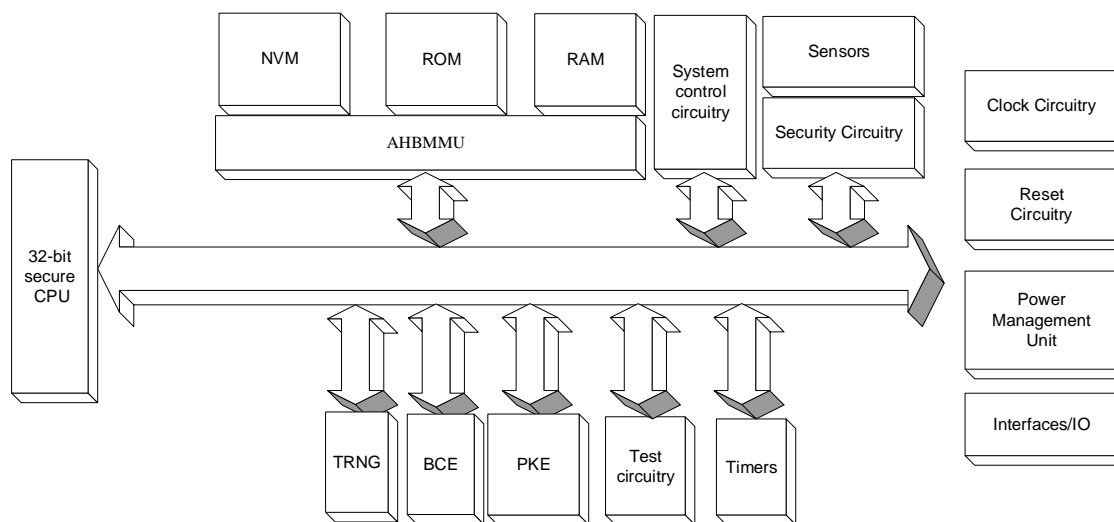 NVM
ROM
RAM
System
control
circuitry
Sensors
Security Circuitry
AHBMMU
Clock Circuitry
Reset
Circuitry
32-bit
secure
CPU
Power
Management
Unit
Interfaces/IO
TRNG
BCE
PKE
Test
circuitry
Timers